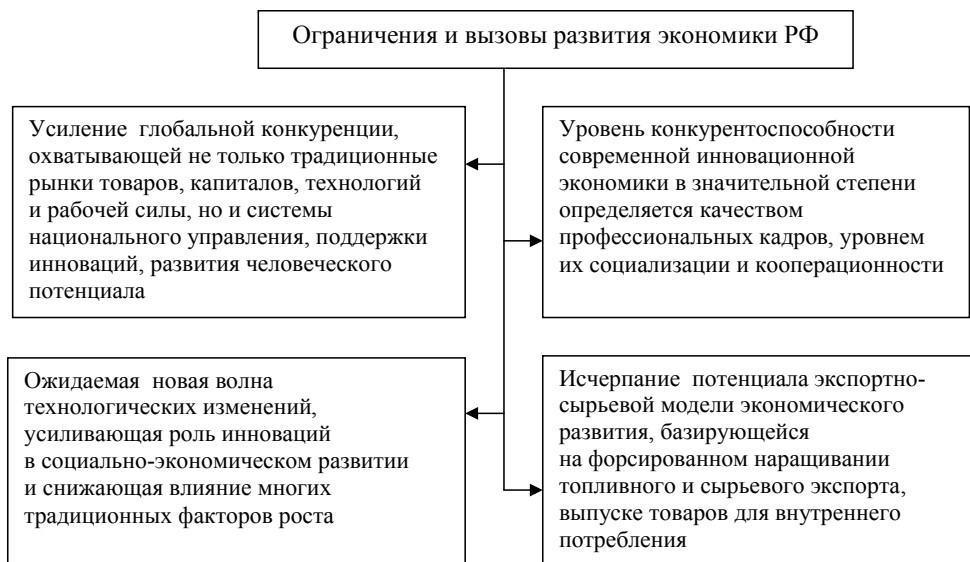 Ограничения и вызовы развития экономики РФ
Усиление глобальной конкуренции,
охватывающей не только традиционные
рынки товаров, капиталов, технологий
и рабочей силы, но и системы
национального управления, поддержки
инноваций, развития человеческого
потенциала
Уровень конкурентоспособности
современной инновационной
экономики в значительной степени
определяется качеством
профессиональных кадров, уровнем
их социализации и кооперационности
Ожидаемая новая волна
технологических изменений,
усиливающая роль инноваций
в социально-экономическом развитии
и снижающая влияние многих
традиционных факторов роста
Исчерпание потенциала экспортно-
сырьевой модели экономического
развития, базирующейся
на форсированном наращивании
топливного и сырьевого экспорта,
выпуске товаров для внутреннего
потребления